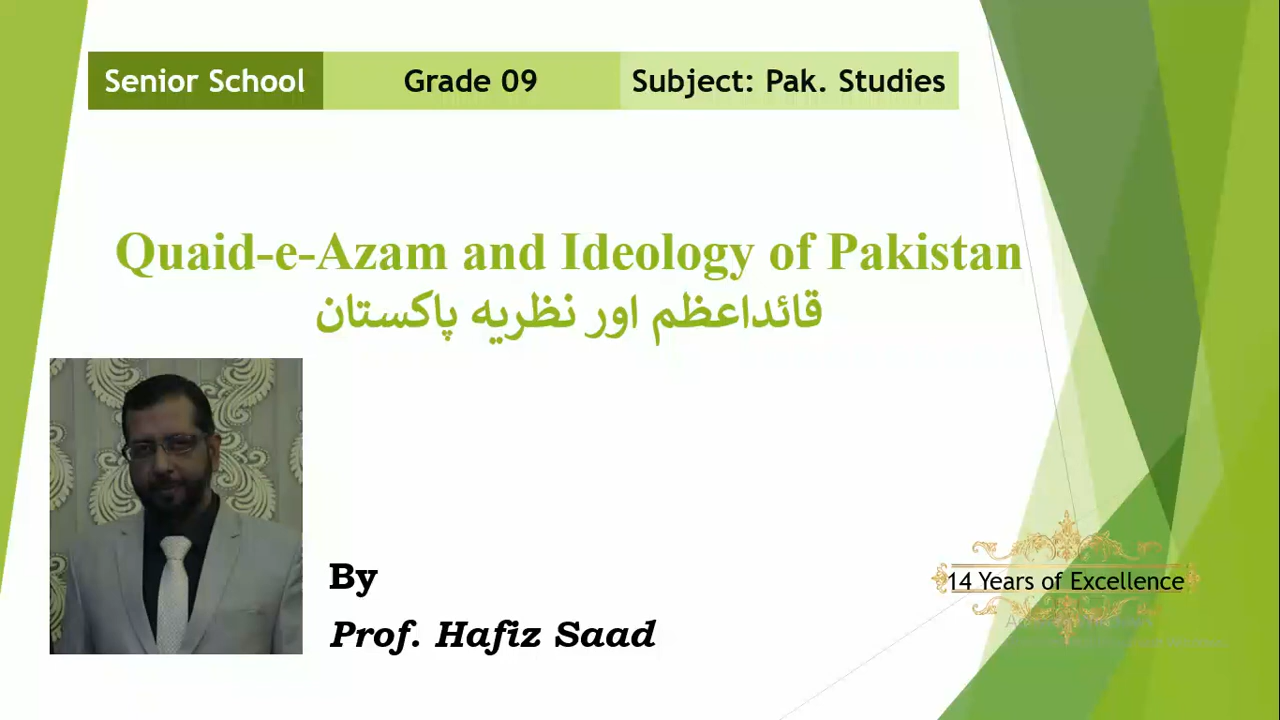 Senior School Grade 09 Subject: Pak. Studies
Quaid-e-Azam and Ideology of Pakistan
قائداعظم اور نظریہ پاکستان
By
Prof. Hafiz Saad
14 Years of Excellence